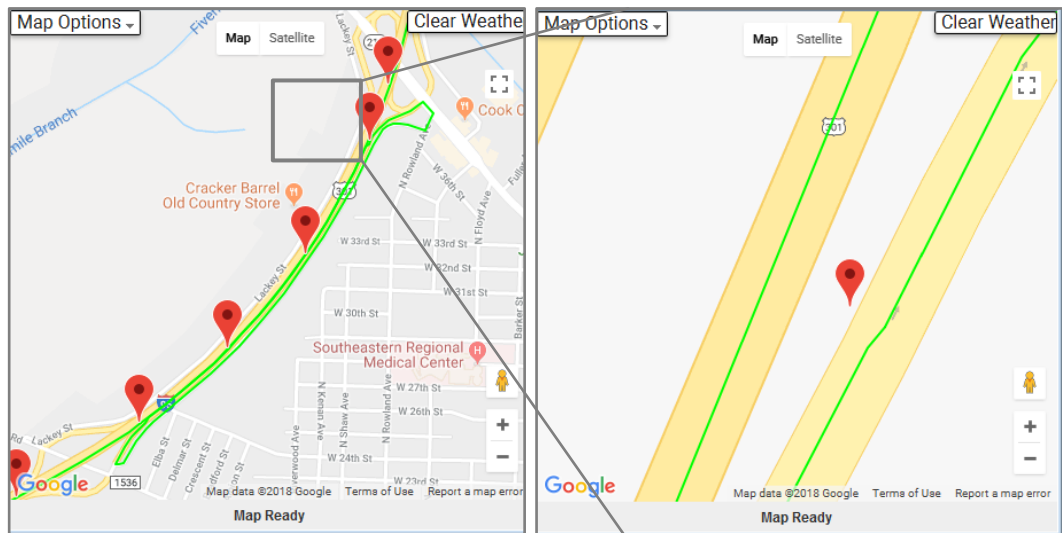 Map Options
Clear Weather
Map Satellite
Lackey St
Cook
mile Branch
N Rowland Ave
W 36th St
N Floyd Ave
Cracker Barrel
Old Country Store
W 33rd St
W 33rd St
Lackey St
W 32nd St
W 31st St
W 30th St
Barker St
Southeastern Regional
Medical Center
H
W 27th St
N Kenan Ave
N Shaw Ave
N Rowland Ave
W 26th St
Rd
Lackey St
95
Elba St
Delmar St
Crescent St
W 24th St
W 23rd St
1536
Google
Map data ©2018 Google Terms of Use Report a map error
Map Ready
Map Options
Clear Weather
Map Satellite
301
Google
Map data ©2018 Google Terms of Use Report a map error
Map Ready